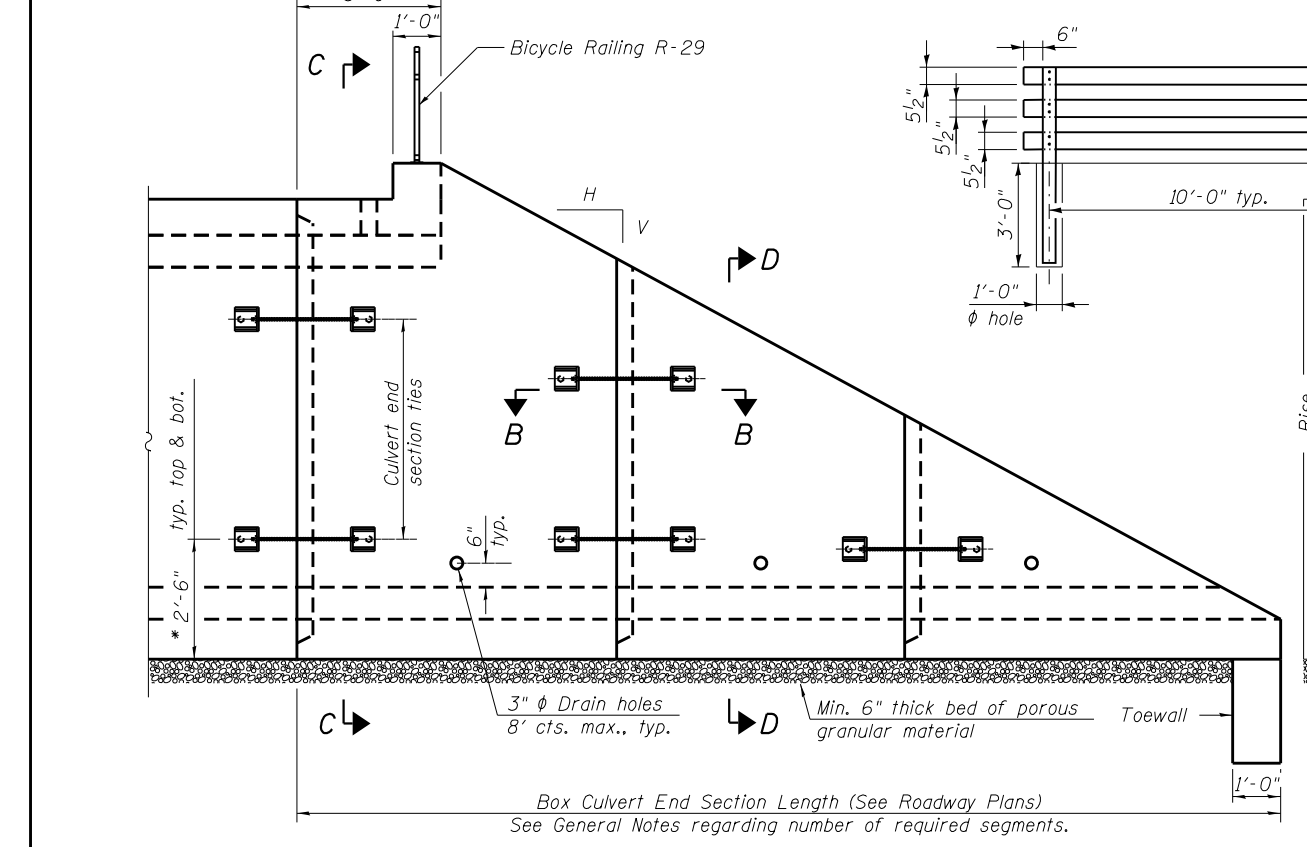 1'-0"
C
Bicycle Railing R-29
6"
5½"
5½"
5½"
3'-0"
10'-0" typ.
1'-0"
φ hole
H
V
D
Culvert end
section ties
B
B
typ. top & bot.
* 2'-6"
6"
typ.
Rise
C
3" φ Drain holes
8' cts. max., typ.
D
Min. 6" thick bed of porous
granular material
Toewall
1'-0"
Box Culvert End Section Length (See Roadway Plans)
See General Notes regarding number of required segments.